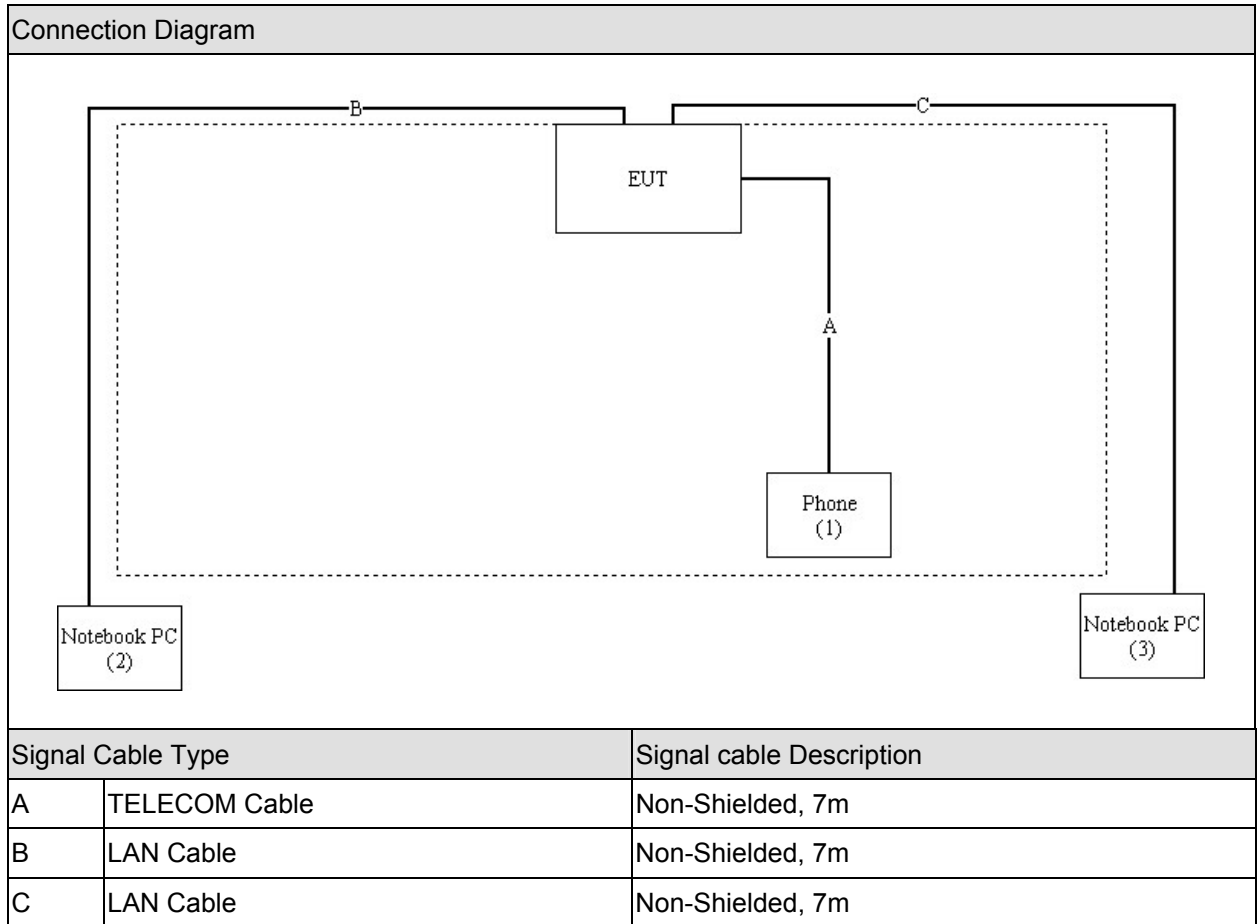 Connection Diagram
B
C
EUT
A
Phone
(1)
Notebook PC
(2)
Notebook PC
(3)
Signal Cable Type Signal cable Description
A TELECOM Cable Non-Shielded, 7m
B LAN Cable Non-Shielded, 7m
C LAN Cable Non-Shielded, 7m